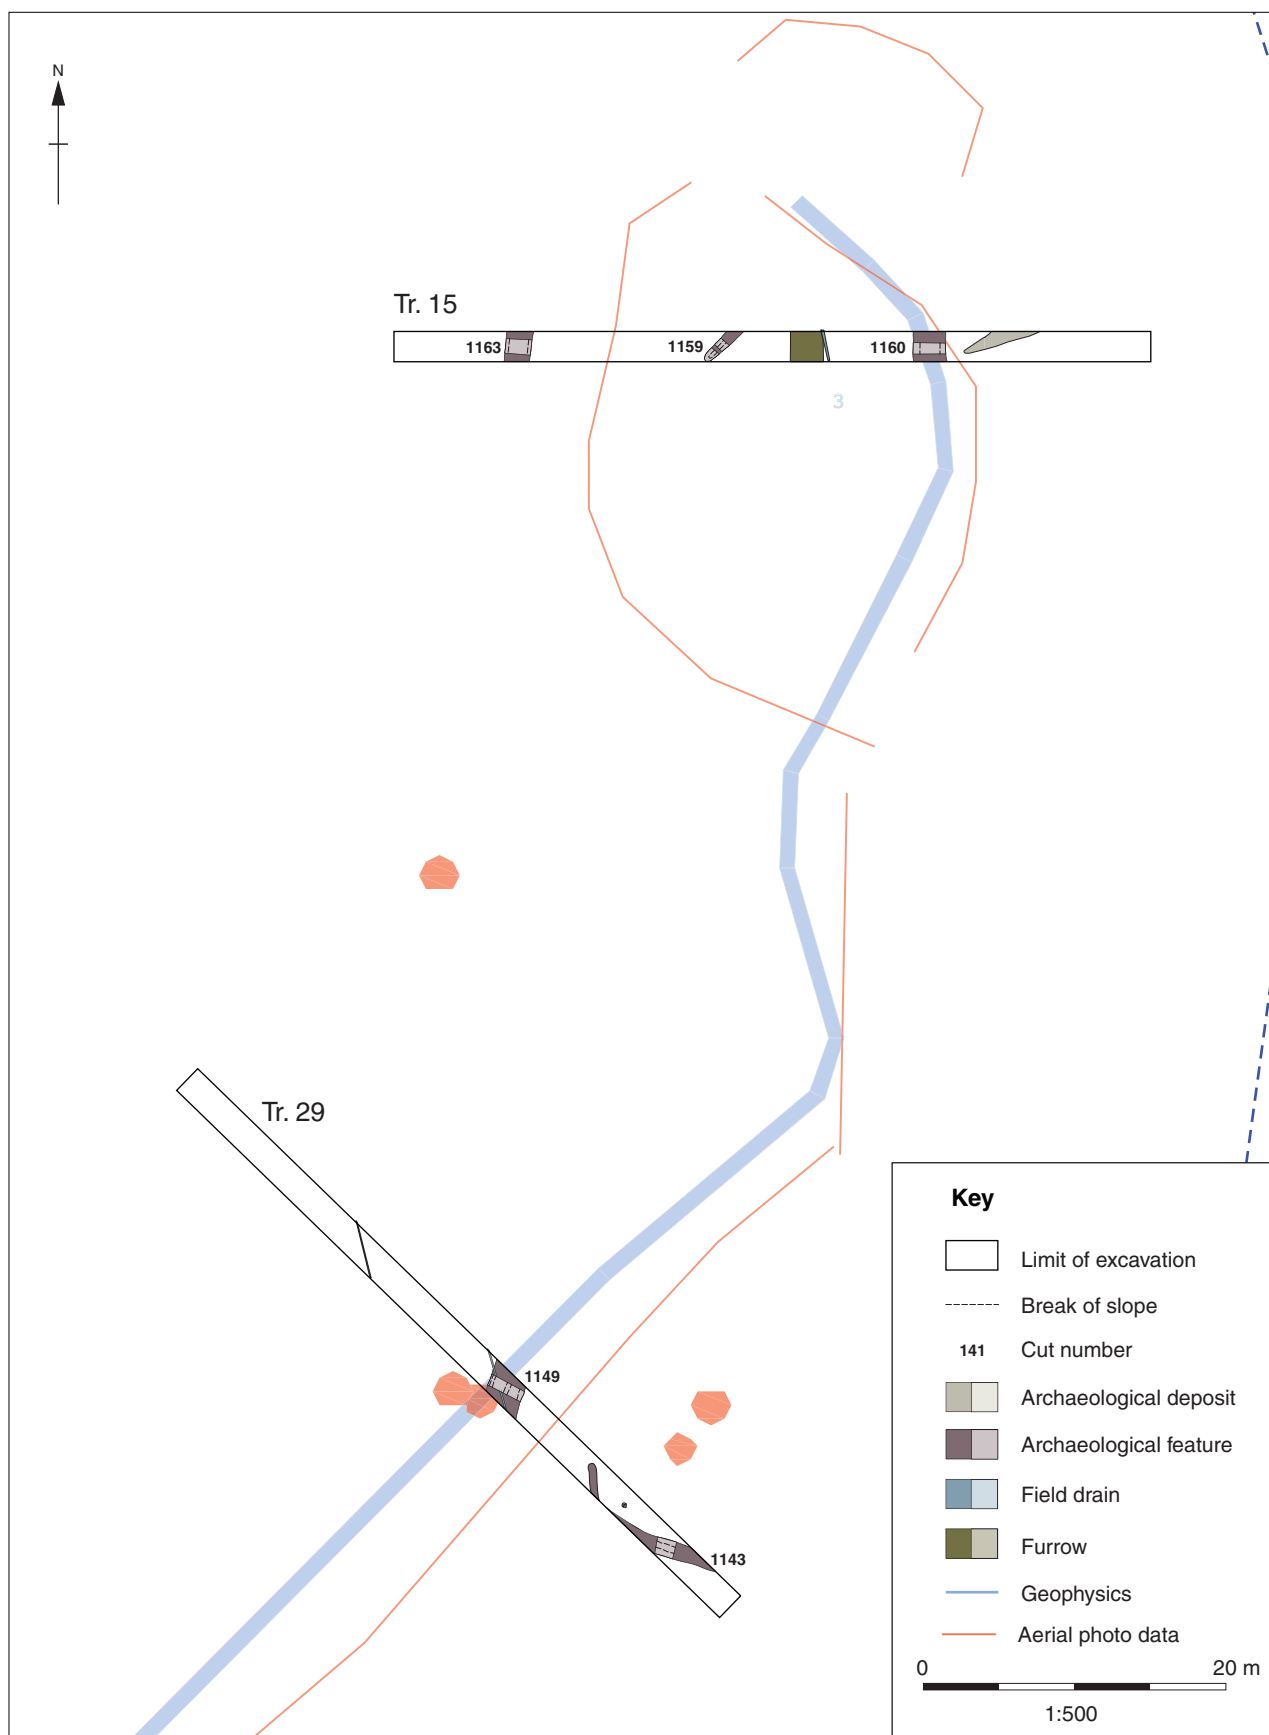 N
Tr. 15
1163
1159
1160
3
Tr. 29
1149
1143
Key
Limit of excavation
Break of slope
141 Cut number
Archaeological deposit
Archaeological feature
Field drain
Furrow
Geophysics
Aerial photo data
0 20 m
1:500